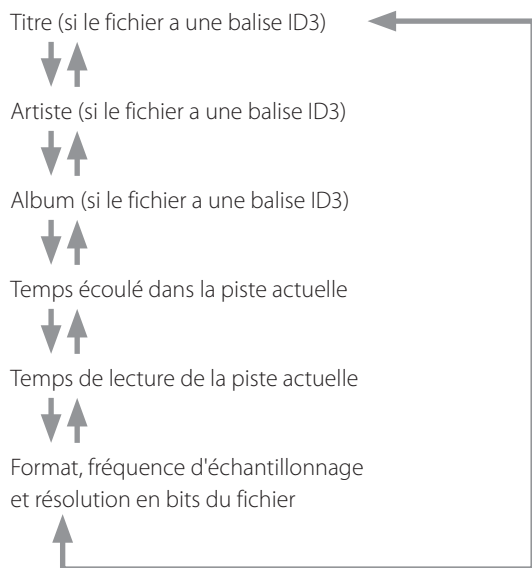 Titre (si le fichier a une balise ID3)
Artiste (si le fichier a une balise ID3)
Album (si le fichier a une balise ID3)
Temps écoulé dans la piste actuelle
Temps de lecture de la piste actuelle
Format, fréquence d'échantillonnage
et résolution en bits du fichier